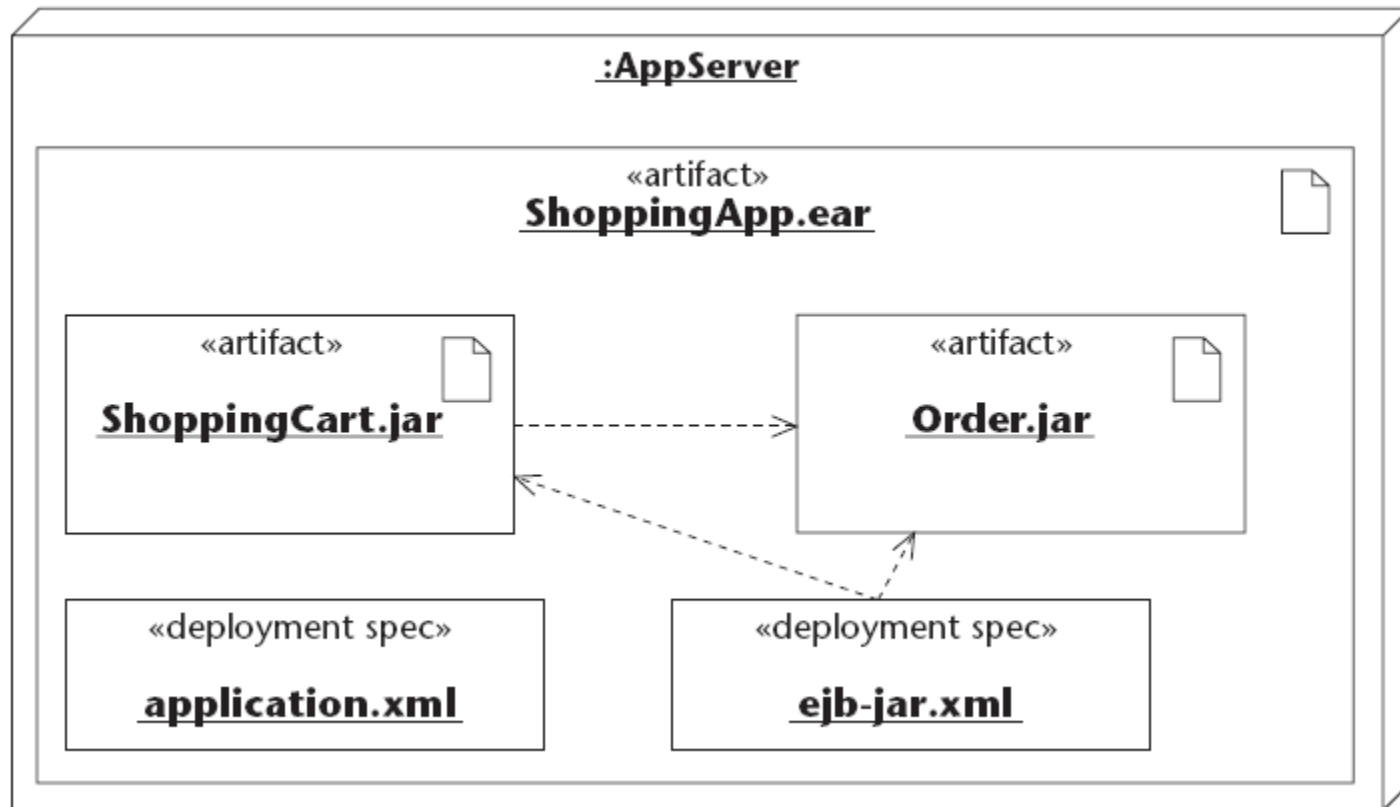 :AppServer
«artifact»
ShoppingApp.ear
«artifact»
ShoppingCart.jar
«artifact»
Order.jar
«deployment spec»
application.xml
«deployment spec»
ejb-jar.xml